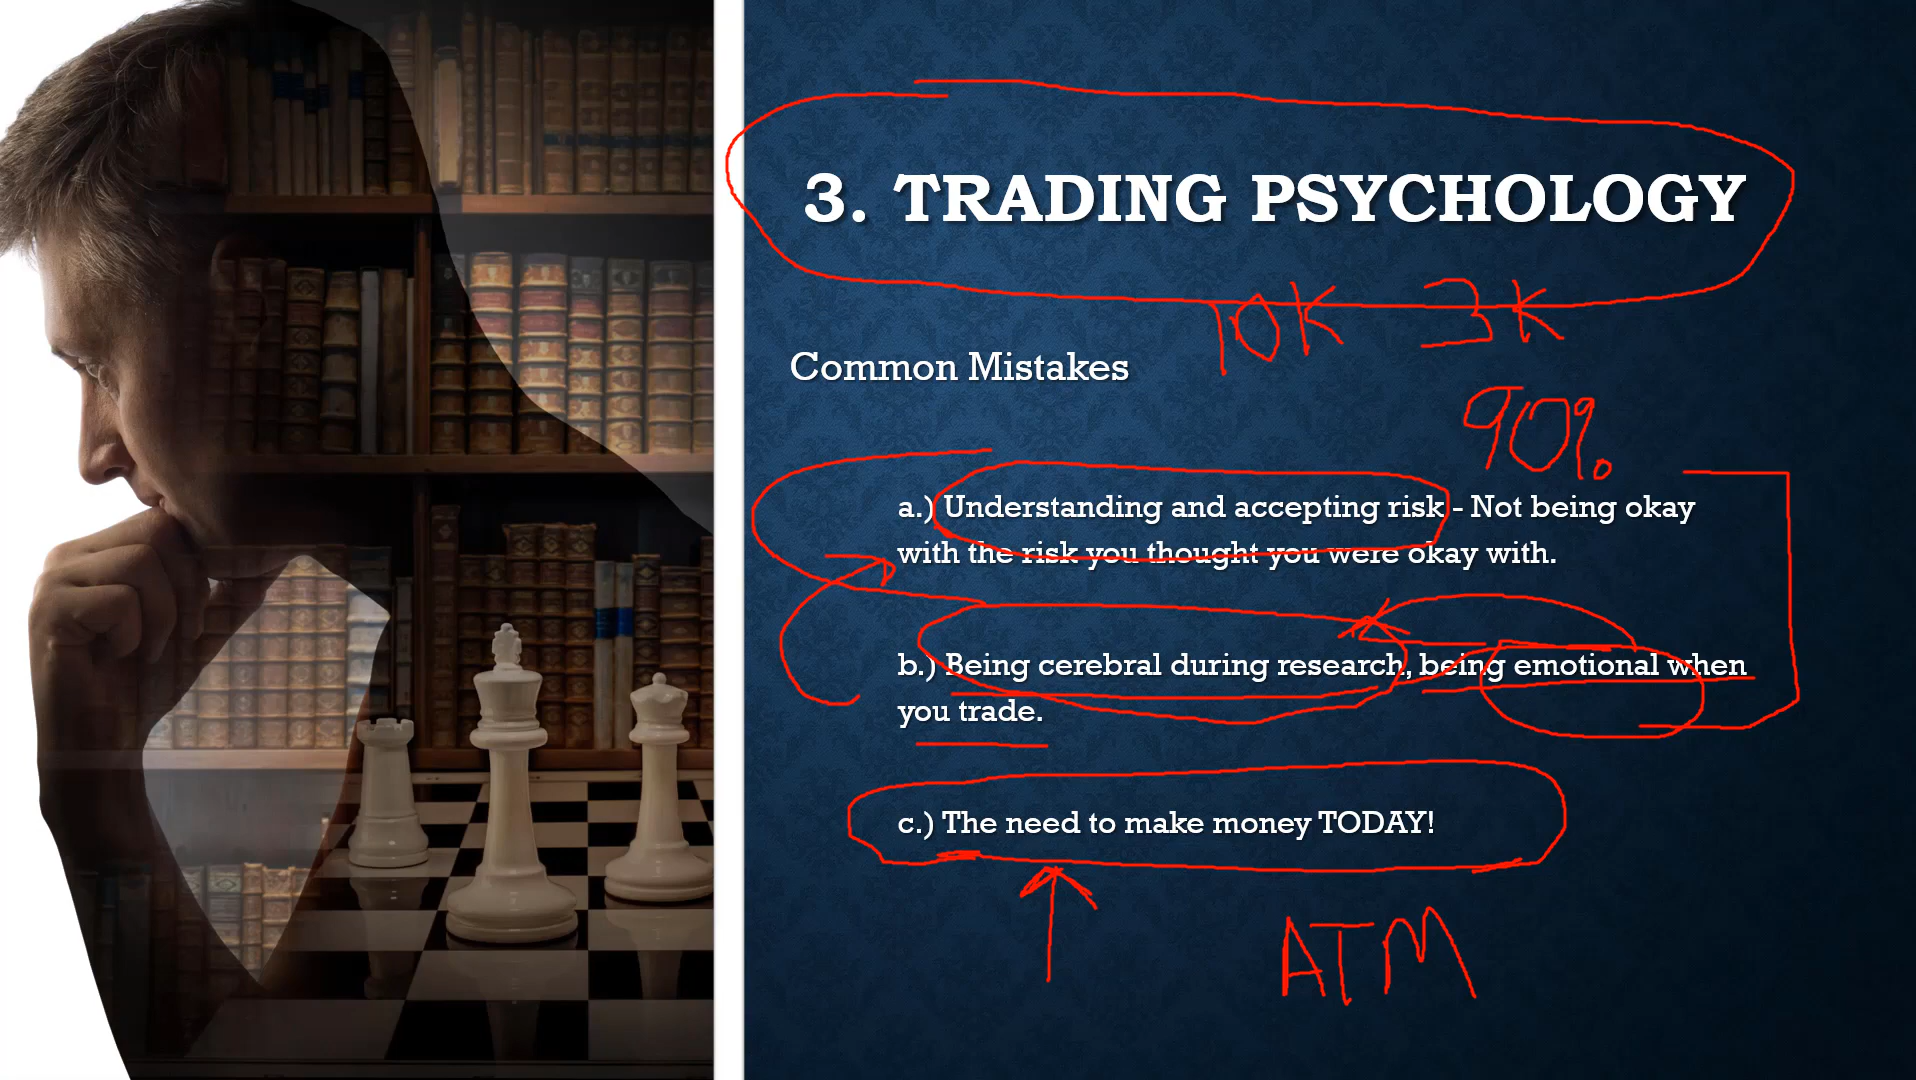 3. TRADING PSYCHOLOGY
10K 3K
Common Mistakes
90%
a.) Understanding and accepting risk - Not being okay
with the risk you thought you were okay with.
b.) Being cerebral during research, being emotional when
you trade.
c.) The need to make money TODAY!
ATM